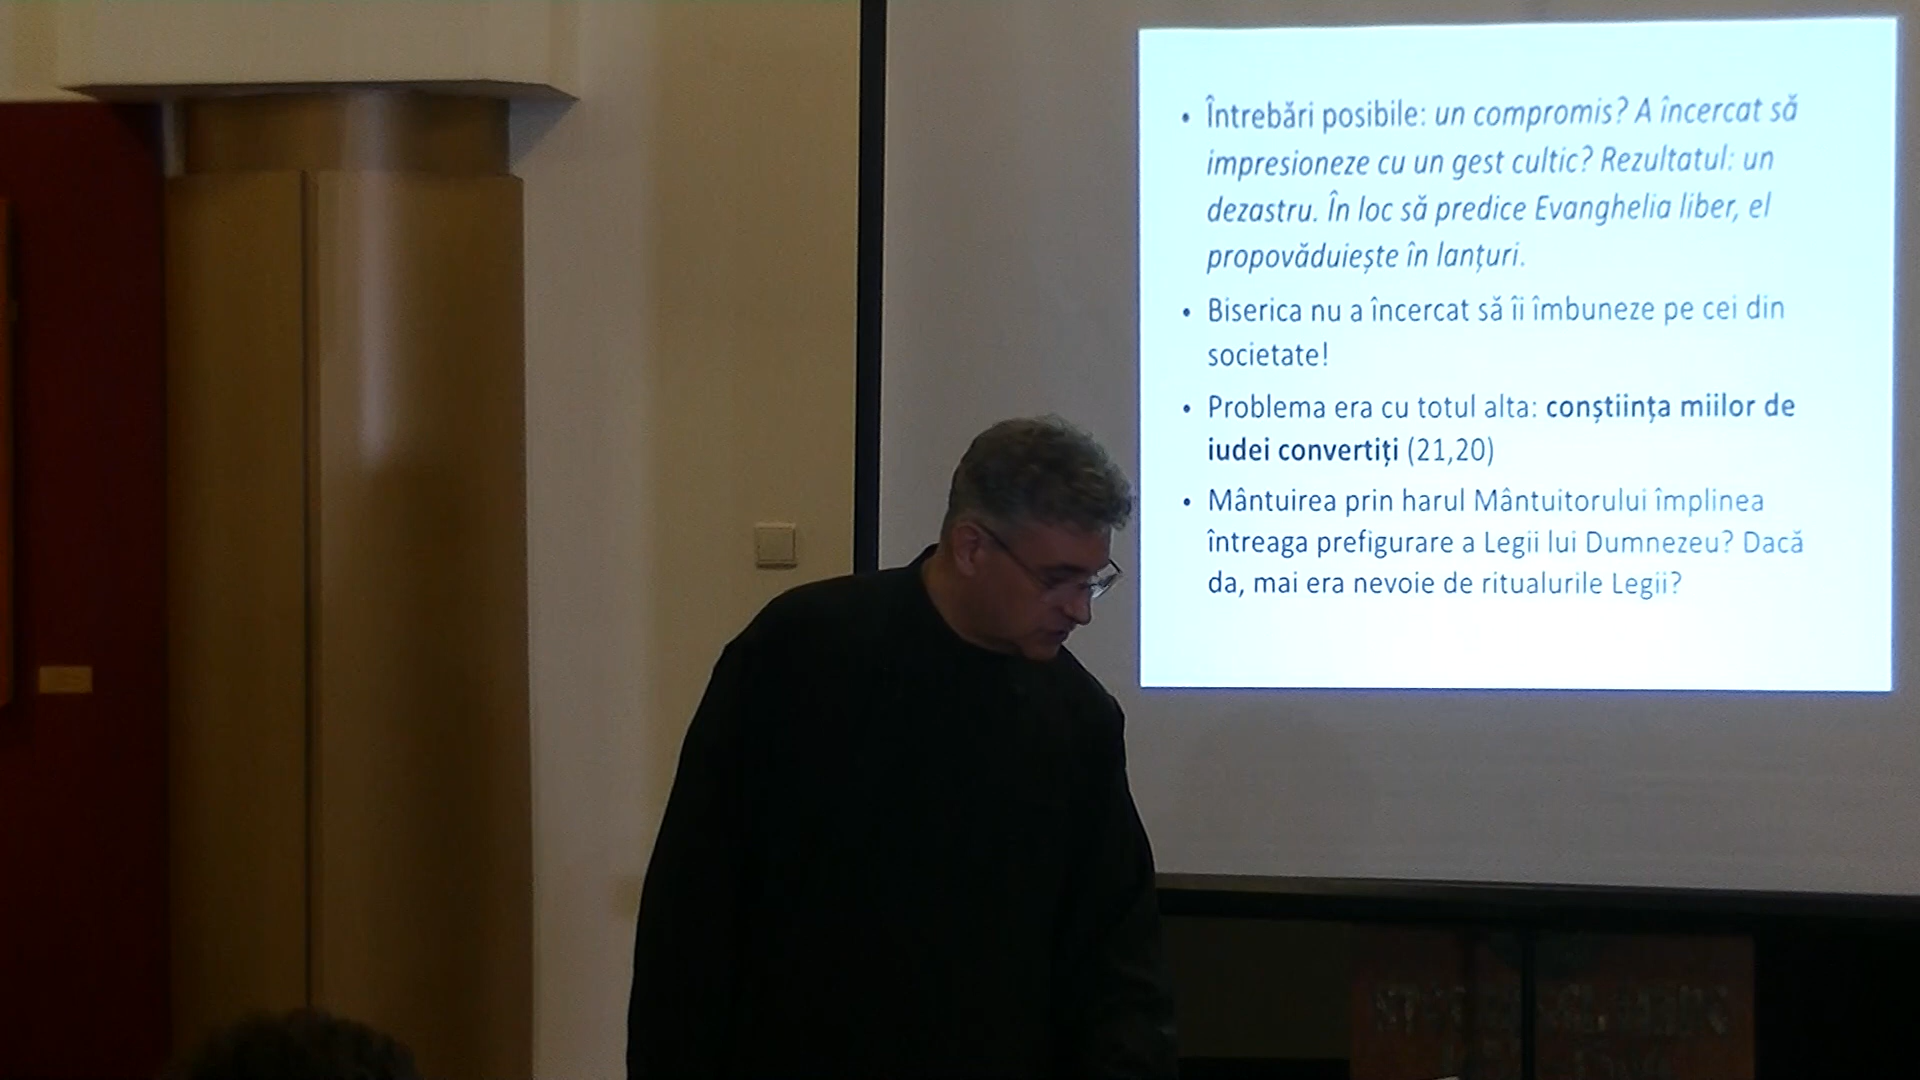 • Întrebări posibile: un compromis? A încercat să
impresioneze cu un gest cultic? Rezultatul: un
dezastru. În loc să predice Evanghelia liber, el
propovăduiește în lanțuri.
• Biserica nu a încercat să îi îmbuneze pe cei din
societate!
• Problema era cu totul alta: conștiința miilor de
iudei convertiți (21,20)
• Mântuirea prin harul Mântuitorului împlinea
întreaga prefigurare a Legii lui Dumnezeu? Dacă
da, mai era nevoie de ritualurile Legii?